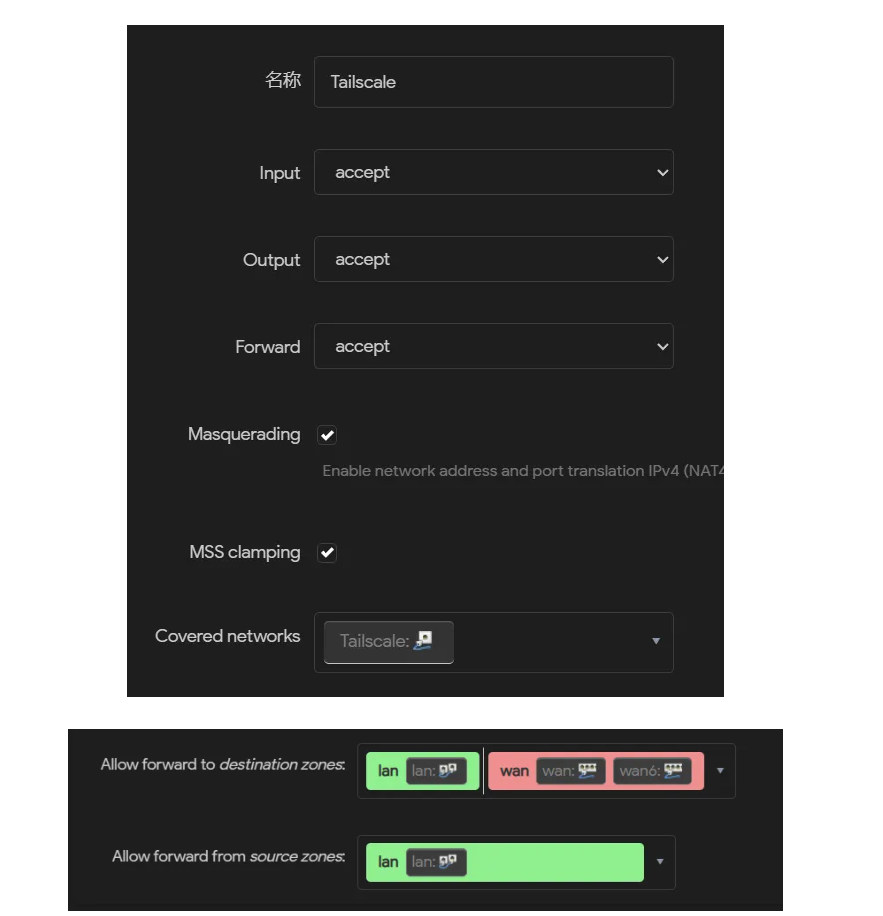 名称 Tailscale
Input accept
Output accept
Forward accept
Masquerading
Enable network address and port translation IPv4 (NAT4
MSS clamping
Covered networks Tailscale:
Allow forward to destination zones: lan lan: wan wan: wan6:
Allow forward from source zones: lan lan: